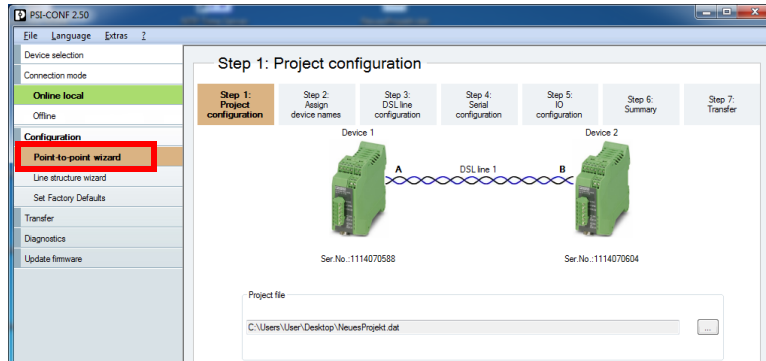 PSI-CONF 2.50
File Language Extras ?
Device selection
Connection mode
Online local
Offline
Configuration
Point-to-point wizard
Line structure wizard
Set Factory Defaults
Transfer
Diagnostics
Update firmware
Step 1: Project configuration
Step 1:
Project
configuration
Step 2:
Assign
device names
Step 3:
DSL line
configuration
Step 4:
Serial
configuration
Step 5:
IO
configuration
Step 6:
Summary
Step 7:
Transfer
Device 1
Device 2
A
DSL line 1
B
Ser.No.:1114070588
Ser.No.:1114070604
Project file
C:\Users\User\Desktop\NeuesProjekt.dat
...